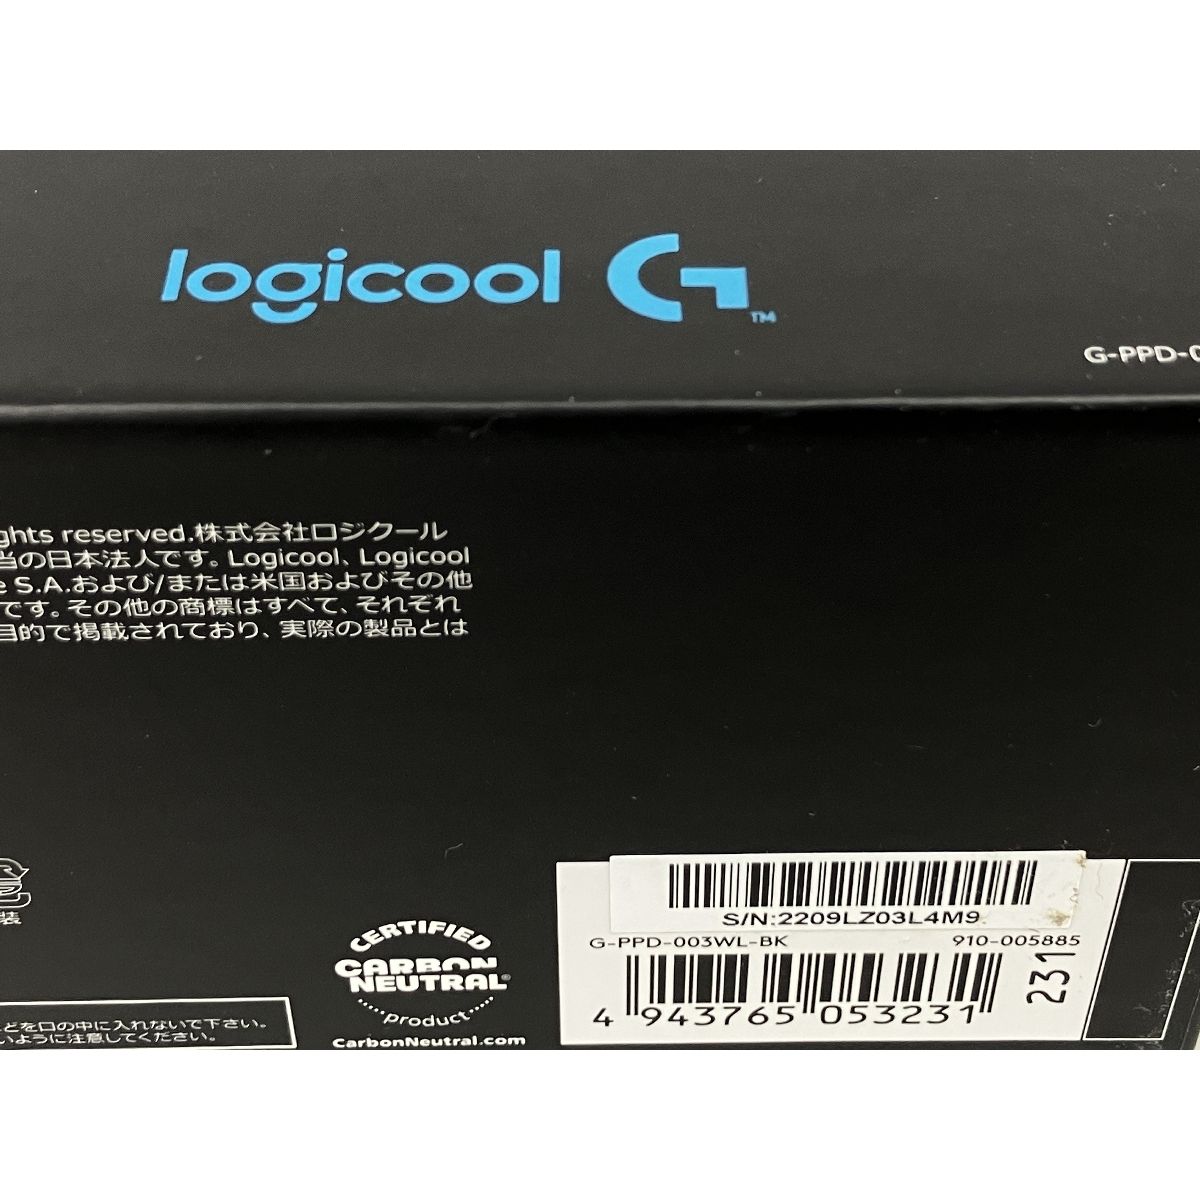 logicool G™
G-PPD-0
ghts reserved.株式会社ロジクール
当の日本法人です。Logicool、Logicool
e S.A.および/または米国およびその他
です。その他の商標はすべて、それぞれ
目的で掲載されており、実際の製品とは
装
どを口の中に入れないで下さい。
いように注意してください。
CERTIFIED
CARBON
NEUTRAL®
product
CarbonNeutral.com
S/N:2209LZ03L4M9
G-PPD-003WL-BK 910-005885
231
4 943765 053231